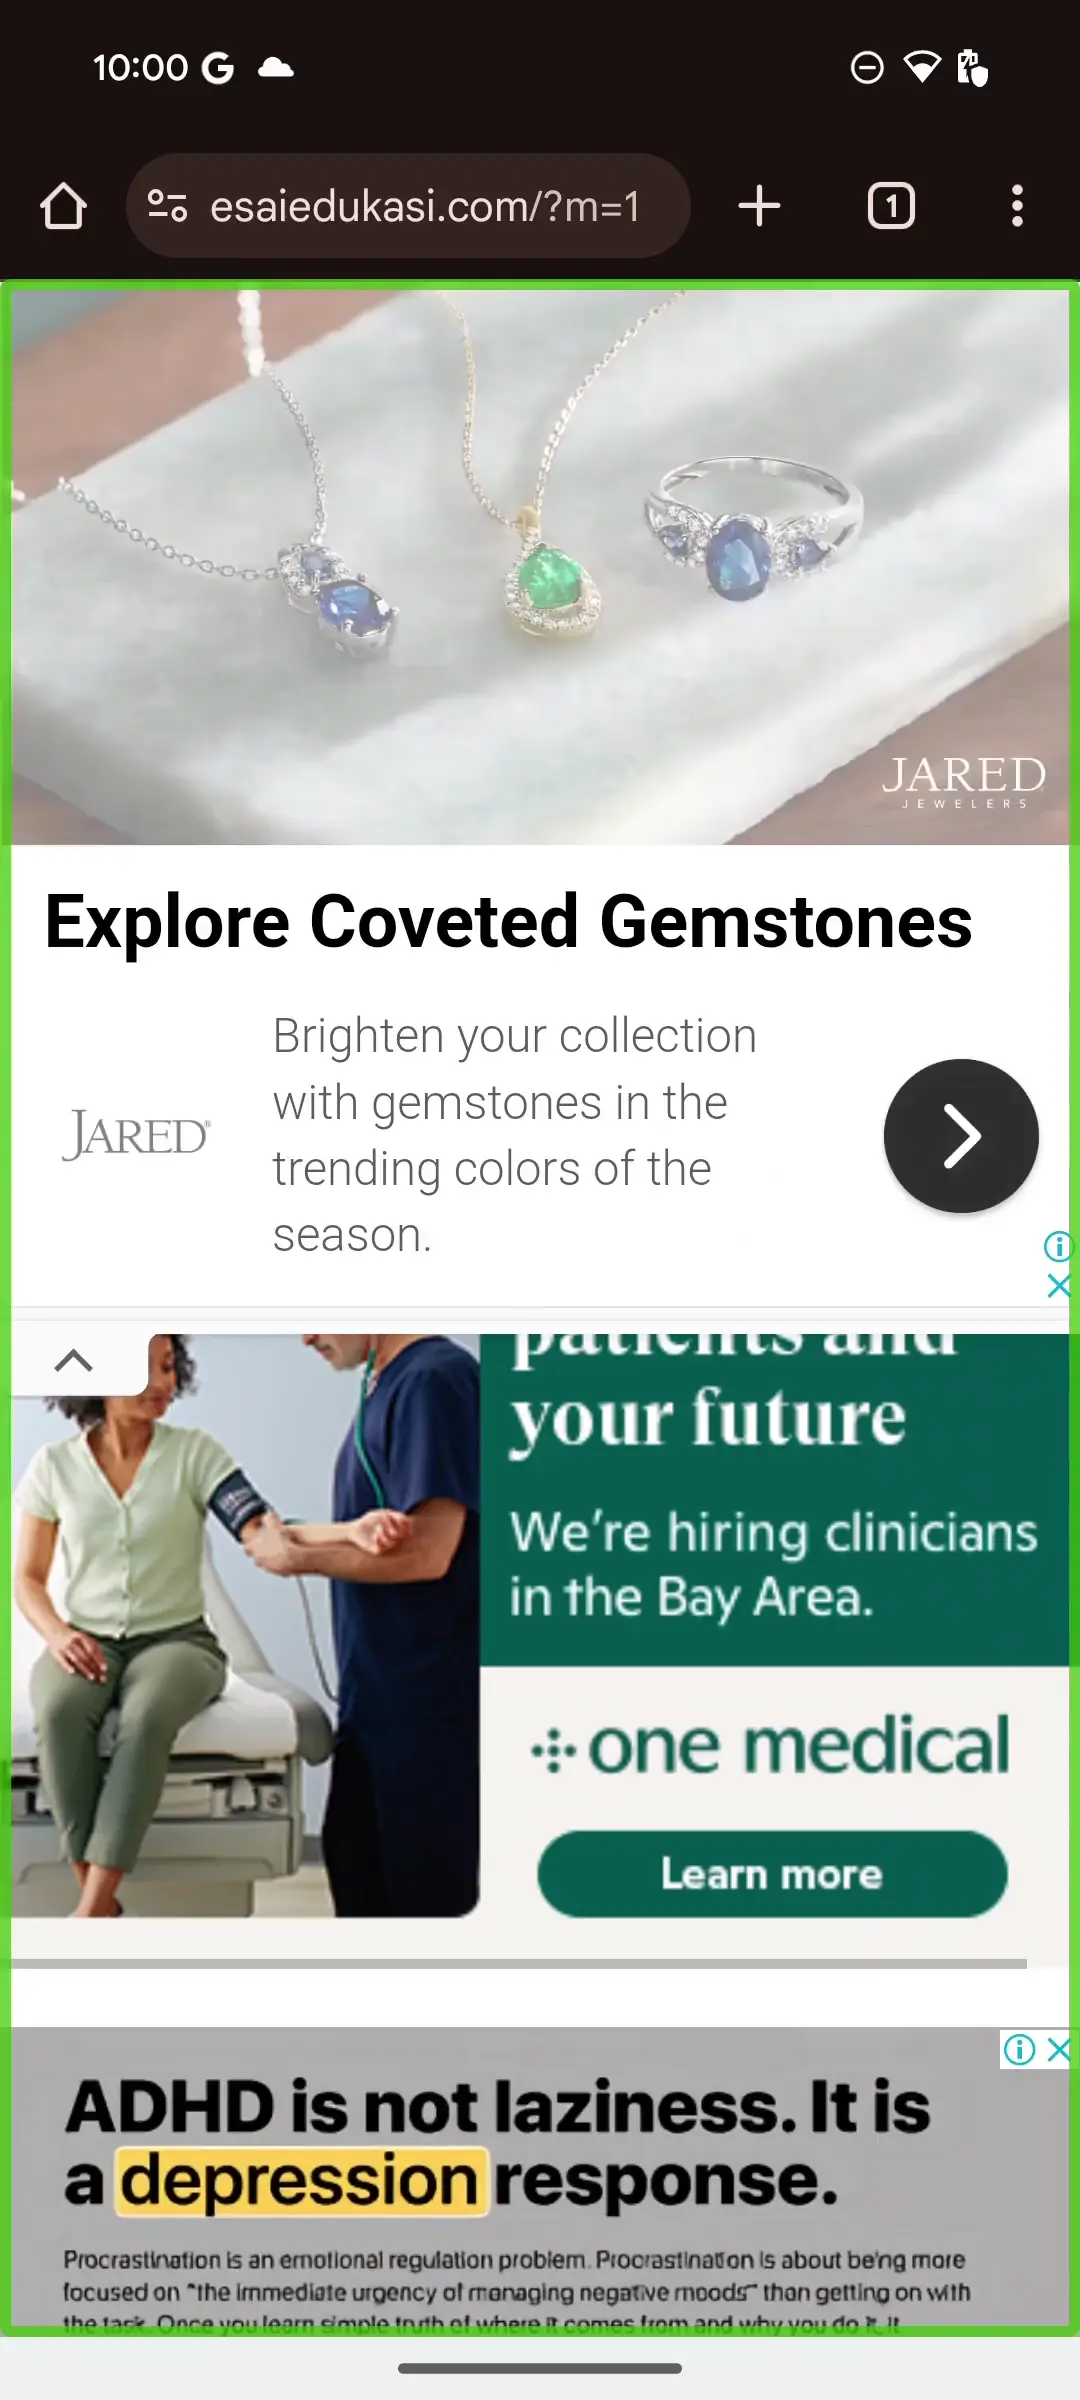 10:00
esaiedukasi.com/?m=1
1
JARED
JEWELERS
Explore Coveted Gemstones
Brighten your collection
with gemstones in the
trending colors of the
season.
JARED®
patients and
your future
We're hiring clinicians
in the Bay Area.
one medical
Learn more
ADHD is not laziness. It is
a depression response.
Procrastination is an emotional regulation problem. Procrastination is about being more
focused on "the immediate urgency of managing negative moods" than getting on with
the task. Once you learn simple truth of where it comes from and why you do it, it